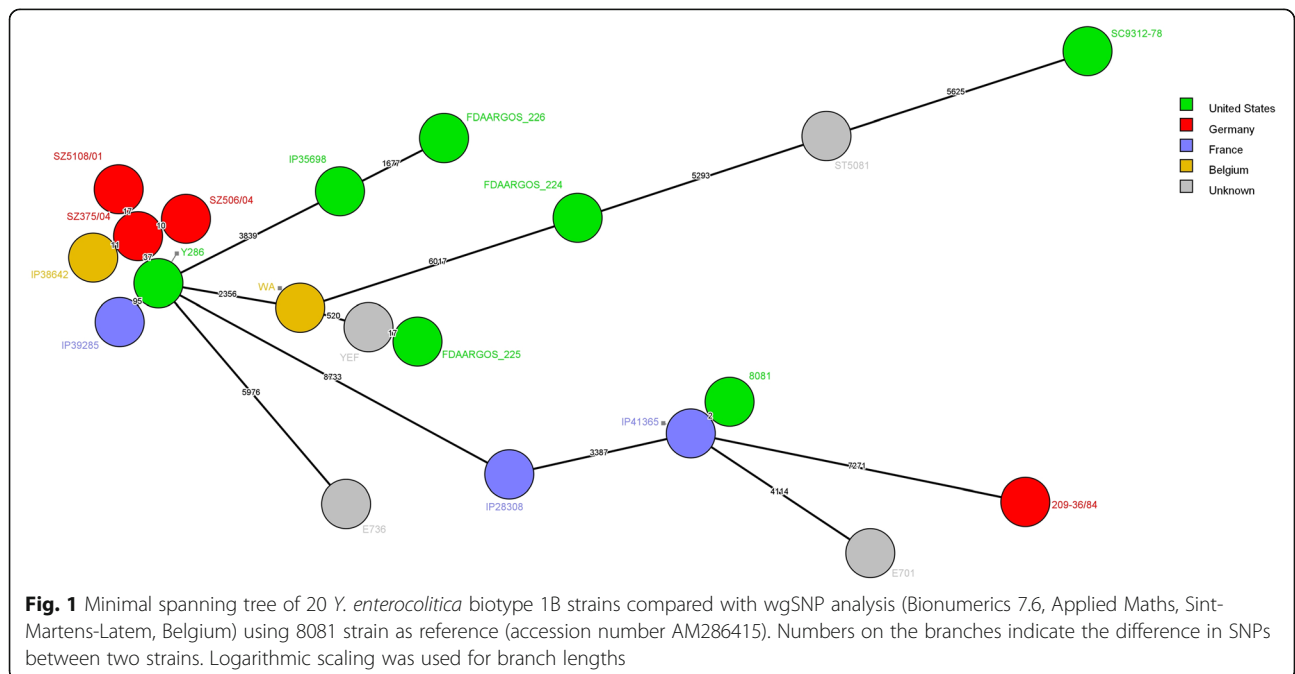 SC9312-78
5625
United States
Germany
France
Belgium
Unknown
FDAARGOS_226
1677
IP35698
ST5081
5293
FDAARGOS_224
SZ5108/01
17
SZ375/04
10
SZ506/04
11
37
Y286
IP38642
3839
6017
95
2356
WA
520
YEF
17
FDAARGOS_225
IP39285
8733
5976
8081
2
IP41365
3387
7271
4114
IP28308
209-36/84
E736
E701
Fig. 1 Minimal spanning tree of 20 Y. enterocolitica biotype 1B strains compared with wgSNP analysis (Bionumerics 7.6, Applied Maths, Sint-
Martens-Latem, Belgium) using 8081 strain as reference (accession number AM286415). Numbers on the branches indicate the difference in SNPs
between two strains. Logarithmic scaling was used for branch lengths